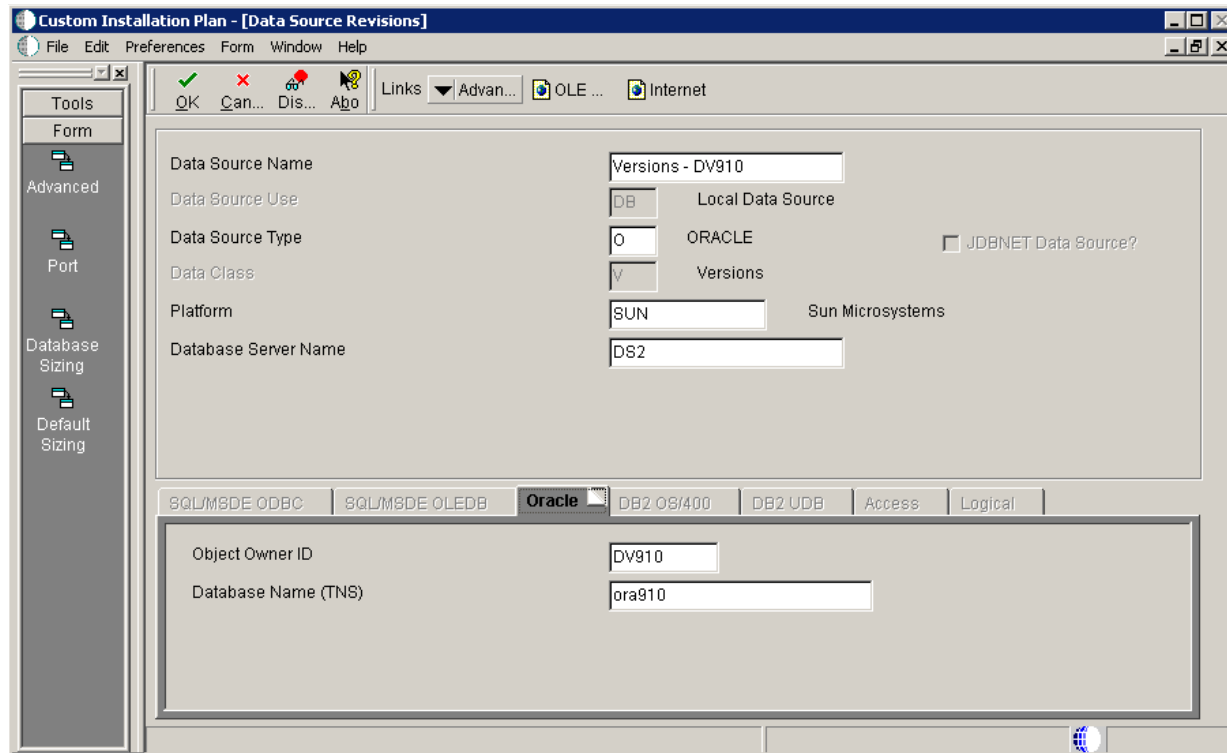 Custom Installation Plan - [Data Source Revisions]
File Edit Preferences Form Window Help
Tools
Form
Advanced
Port
Database
Sizing
Default
Sizing
OK Can... Dis... Abo Links Advan... OLE ... Internet
Data Source Name Versions - DV910
Data Source Use DB Local Data Source
Data Source Type O ORACLE JDBNET Data Source?
Data Class V Versions
Platform SUN Sun Microsystems
Database Server Name DS2
SQL/MSDE ODBC SQL/MSDE OLEDB Oracle DB2 OS/400 DB2 UDB Access Logical
Object Owner ID DV910
Database Name (TNS) ora910